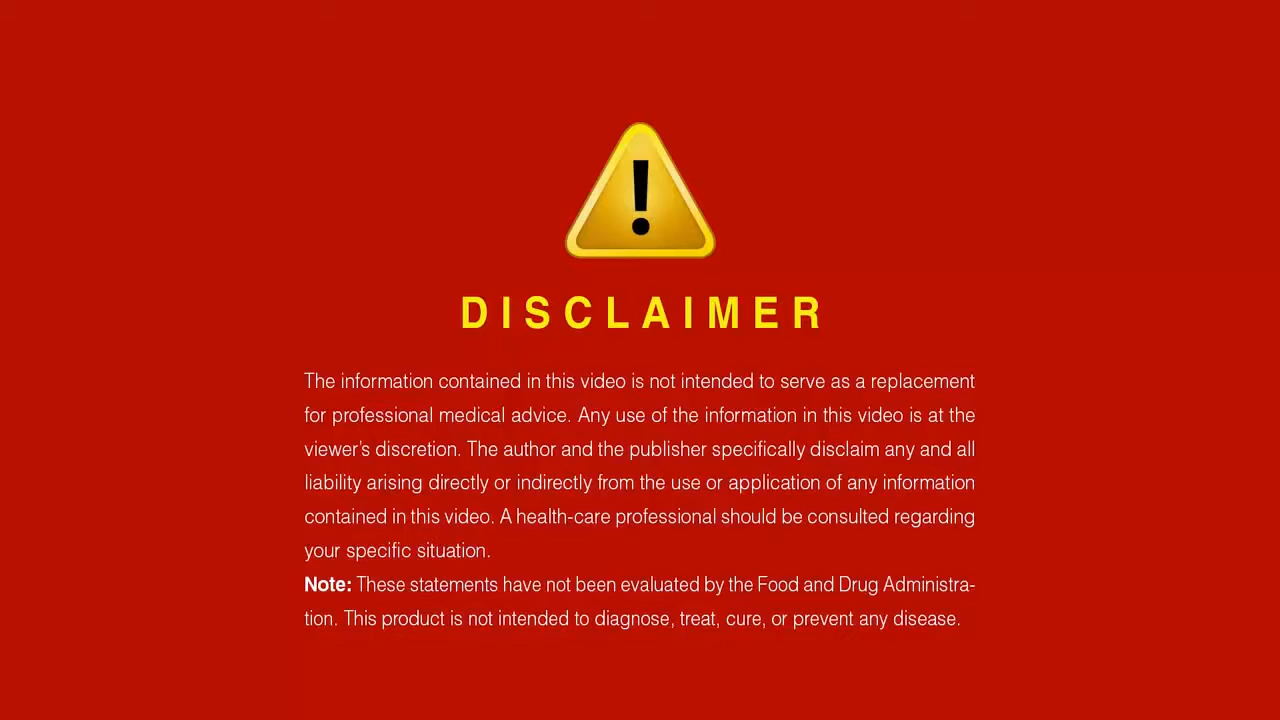 !
DISCLAIMER
The information contained in this video is not intended to serve as a replacement
for professional medical advice. Any use of the information in this video is at the
viewer's discretion. The author and the publisher specifically disclaim any and all
liability arising directly or indirectly from the use or application of any information
contained in this video. A health-care professional should be consulted regarding
your specific situation.
Note: These statements have not been evaluated by the Food and Drug Administra-
tion. This product is not intended to diagnose, treat, cure, or prevent any disease.